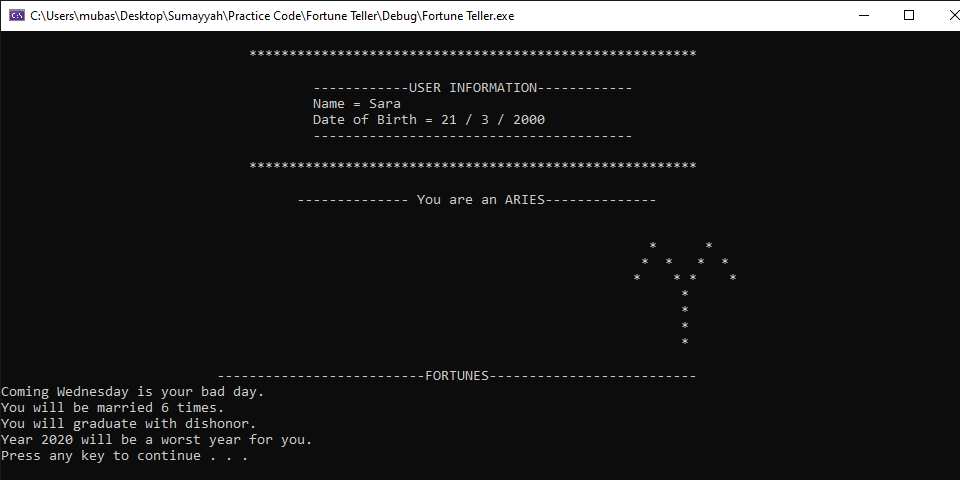 C:\Users\mubas\Desktop\Sumayyah\Practice Code\Fortune Teller\Debug\Fortune Teller.exe
********************************************************
------------USER INFORMATION------------
Name = Sara
Date of Birth = 21 / 3 / 2000
----------------------------------------
********************************************************
-------------- You are an ARIES--------------
*      *
*  *   *  *
*    * *    *
*
*
*
*
--------------------------FORTUNES--------------------------
Coming Wednesday is your bad day.
You will be married 6 times.
You will graduate with dishonor.
Year 2020 will be a worst year for you.
Press any key to continue . . .